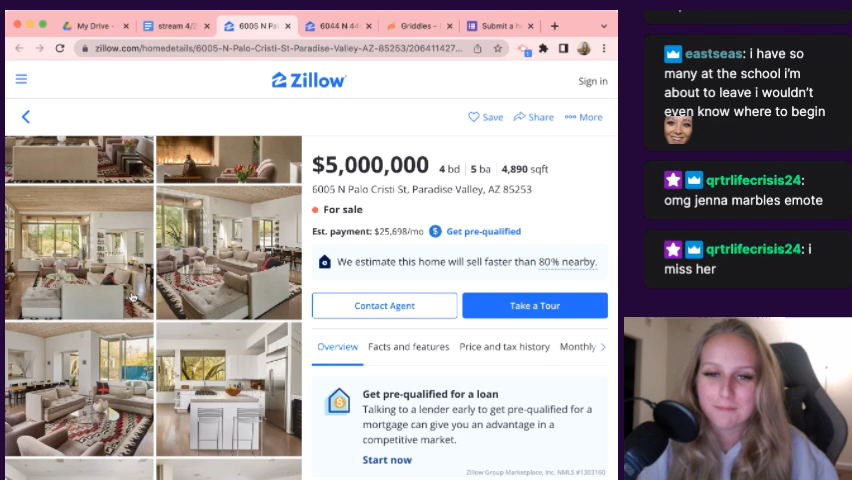 My Drive -
stream 4/2
6005 N Pal
6044 N 44
Griddles -
Submit a h
zillow.com/homedetails/6005-N-Palo-Cristi-St-Paradise-Valley-AZ-85253/206411427...
Zillow
Sign in
Save
Share
More
$5,000,000 4 bd 5 ba 4,890 sqft
6005 N Palo Cristi St, Paradise Valley, AZ 85253
For sale
Est. payment: $25,698/mo $ Get pre-qualified
We estimate this home will sell faster than 80% nearby.
Contact Agent
Take a Tour
Overview Facts and features Price and tax history Monthly
Get pre-qualified for a loan
Talking to a lender early to get pre-qualified for a
mortgage can give you an advantage in a
competitive market.
Start now
Zillow Group Marketplace, Inc. NMLS #1303160
eastseas: i have so
many at the school i'm
about to leave i wouldn't
even know where to begin
qrtrlifecrisis24:
omg jenna marbles emote
qrtrlifecrisis24: i
miss her